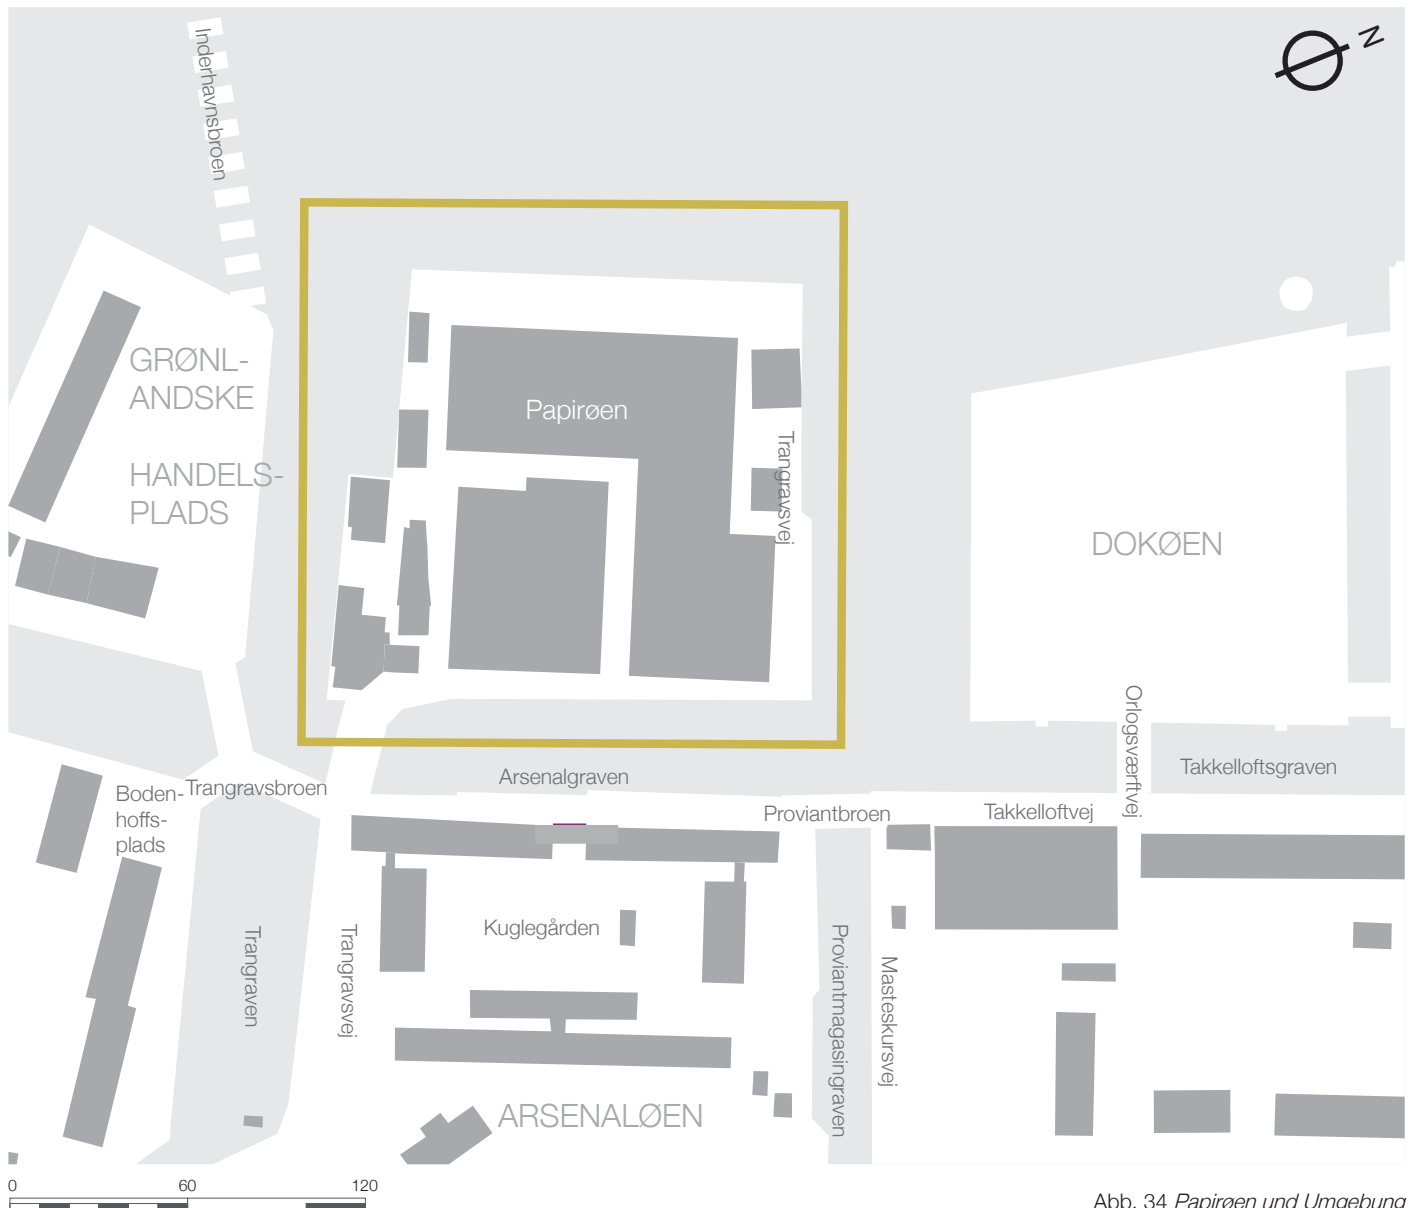 Inderhavnsbroen
N
GRØNL-
ANDSKE
HANDELS-
PLADS
Papirøen
Trangravsvej
DOKØEN
Orlogsværftvej
Arsenalgraven
Takkelloftsgraven
Trangravsbroen
Boden-
hoffs-
plads
Proviantbroen
Takkelloftvej
Kuglegården
Trangraven
Trangravsvej
Proviantmagasingraven
Masteskursvej
ARSENALØEN
0 60 120
Abb. 34 Papirøen und Umgebung